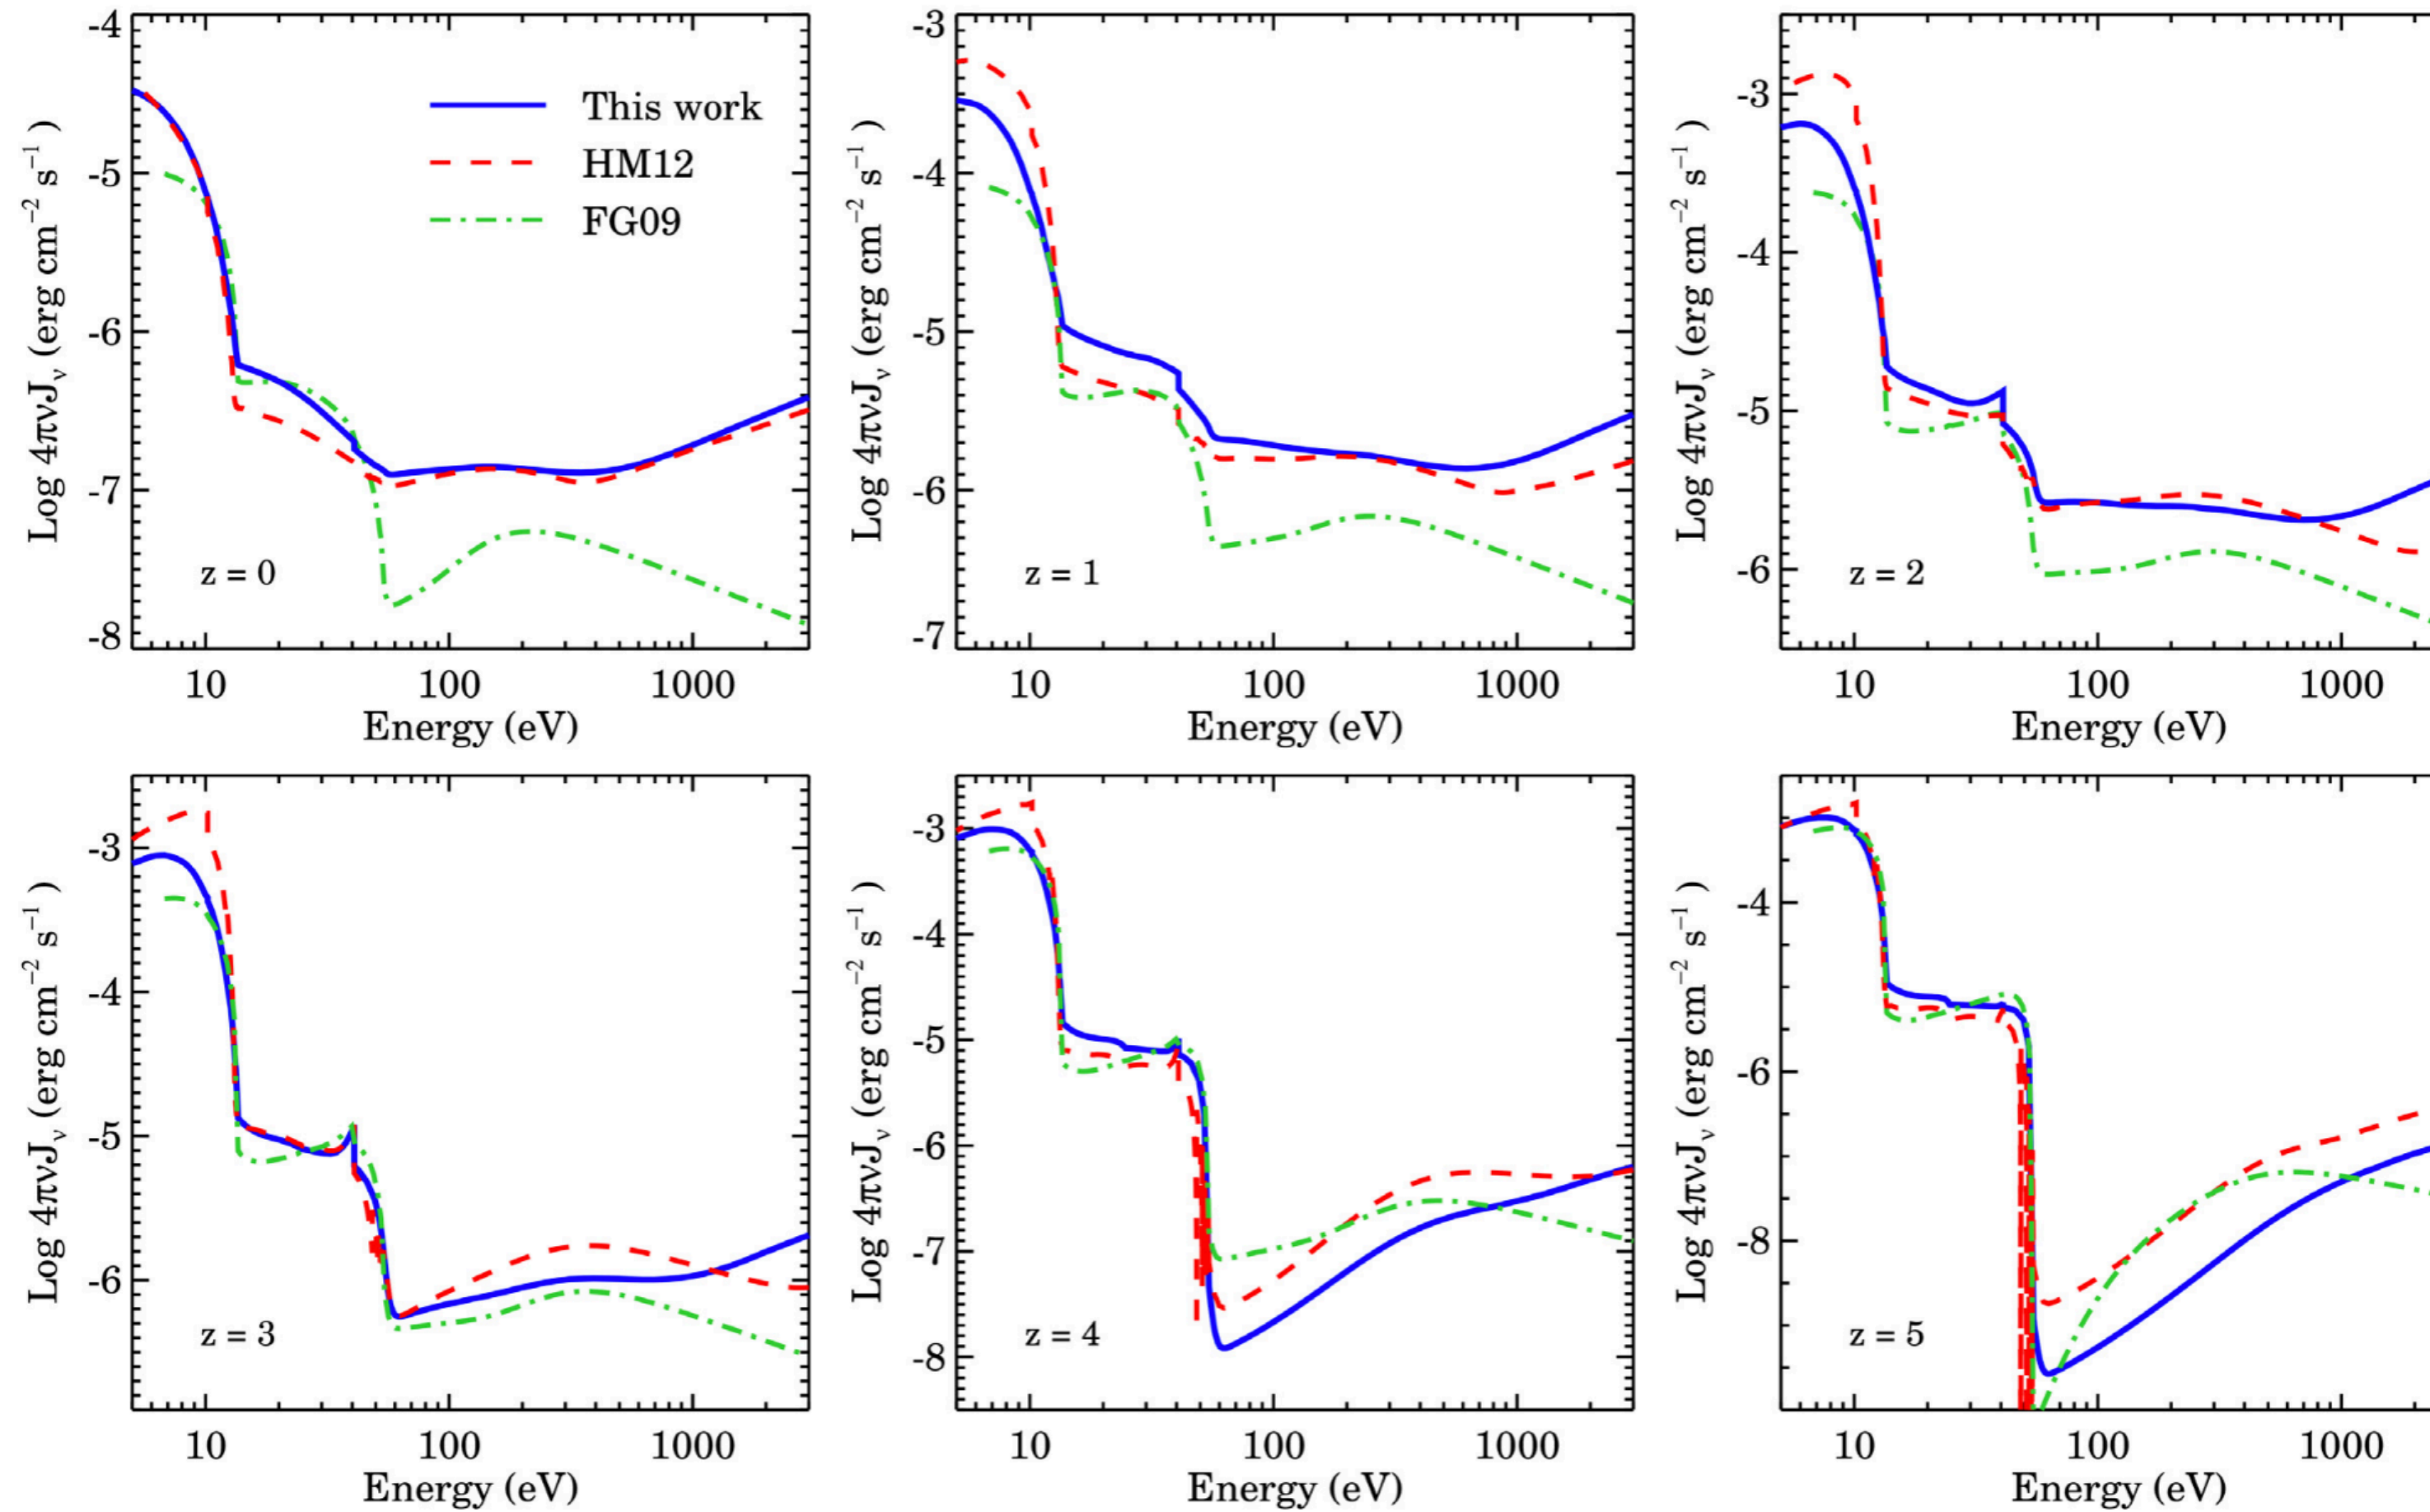 -4
-5
-6
-7
-8
Log 4πνJν (erg cm−2 s−1)
This work
HM12
FG09
z = 0
10 100 1000
Energy (eV)
-3
-4
-5
-6
-7
Log 4πνJν (erg cm−2 s−1)
z = 1
10 100 1000
Energy (eV)
-3
-4
-5
-6
Log 4πνJν (erg cm−2 s−1)
z = 2
10 100 1000
Energy (eV)
-3
-4
-5
-6
Log 4πνJν (erg cm−2 s−1)
z = 3
10 100 1000
Energy (eV)
-3
-4
-5
-6
-7
-8
Log 4πνJν (erg cm−2 s−1)
z = 4
10 100 1000
Energy (eV)
-4
-6
-8
Log 4πνJν (erg cm−2 s−1)
z = 5
10 100 1000
Energy (eV)